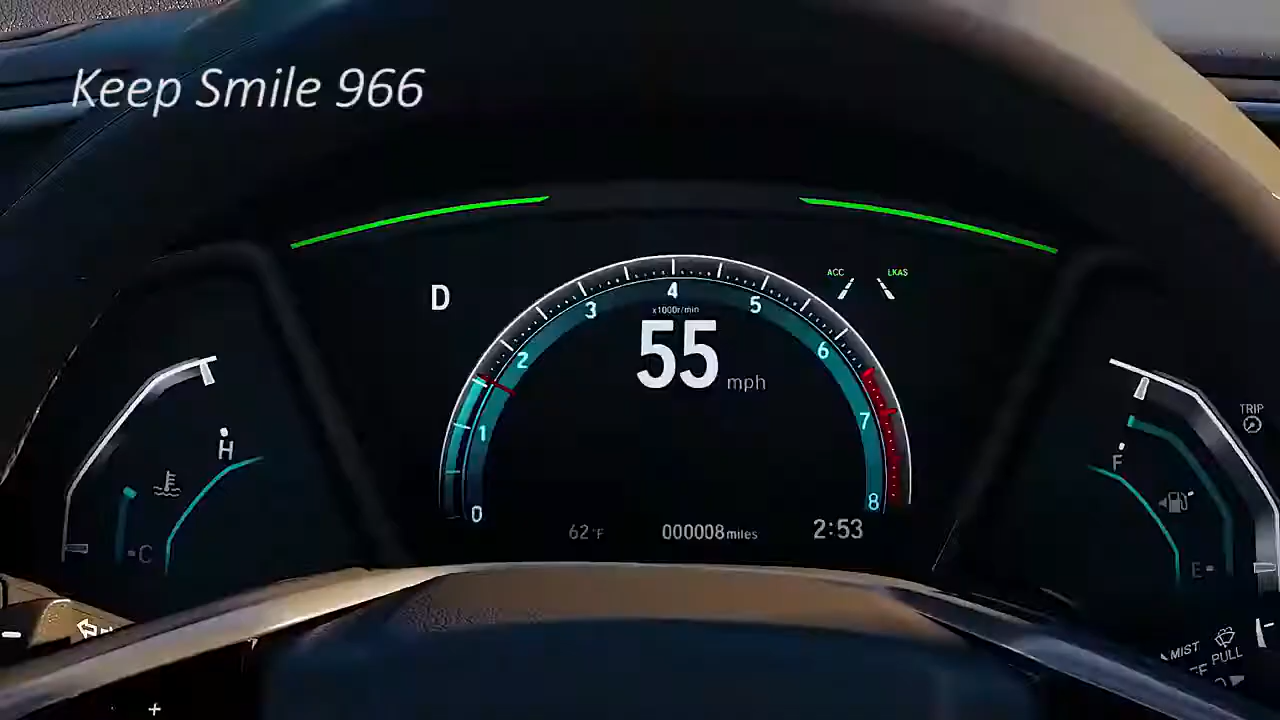 Keep Smile 966
ACC LKAS
D
0
1
2
3
4
5
6
7
8
x1000r/min
55 mph
H
C
TRIP
F
E
62°F
000008 miles
2:53
MIST
PULL
+